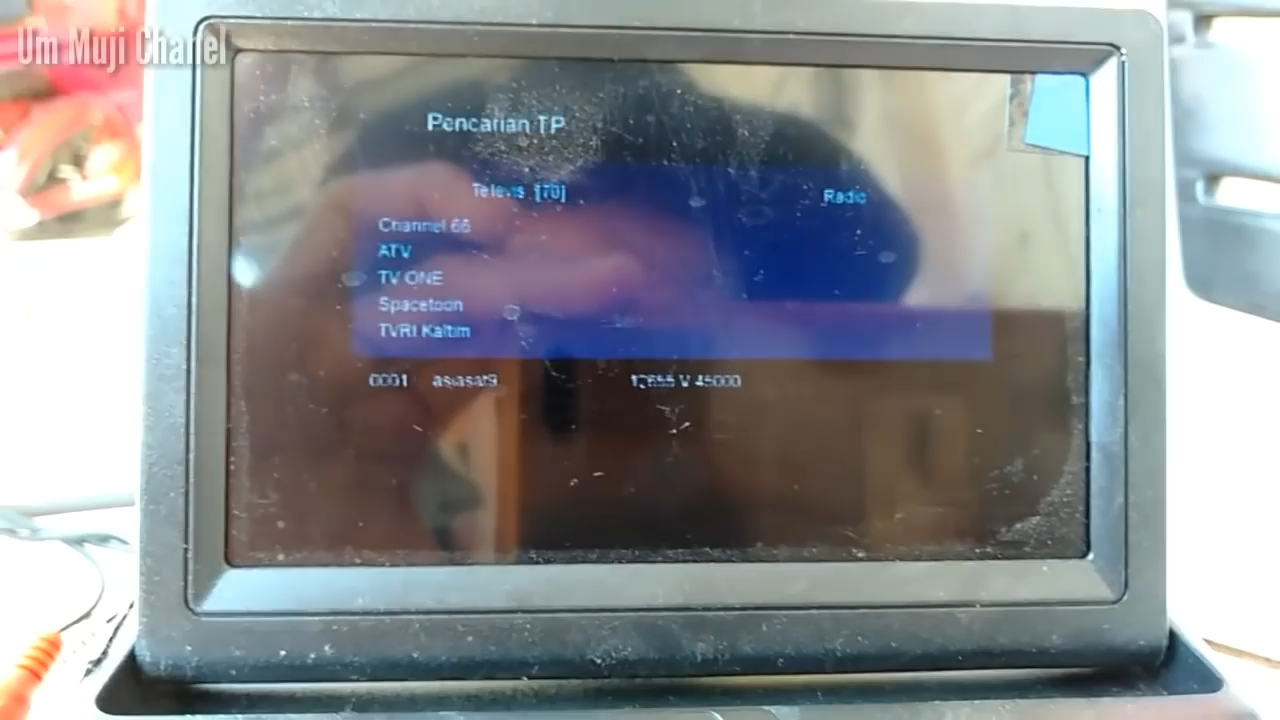 Um Muji Chanel
Pencarian TP
Televis [70] Radio
Channel 66
ATV
TV ONE
Spacetoon
TVRI Kaltim
0001 asiasat9 12655 V 45000